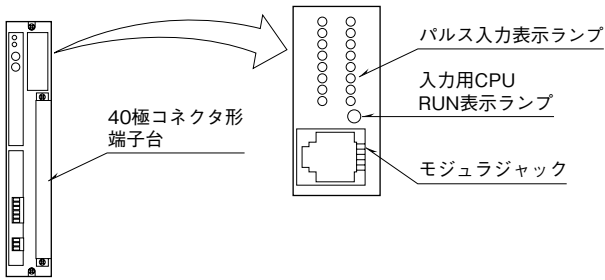 パルス入力表示ランプ
入力用CPU
RUN表示ランプ
40極コネクタ形
端子台
モジュラジャック